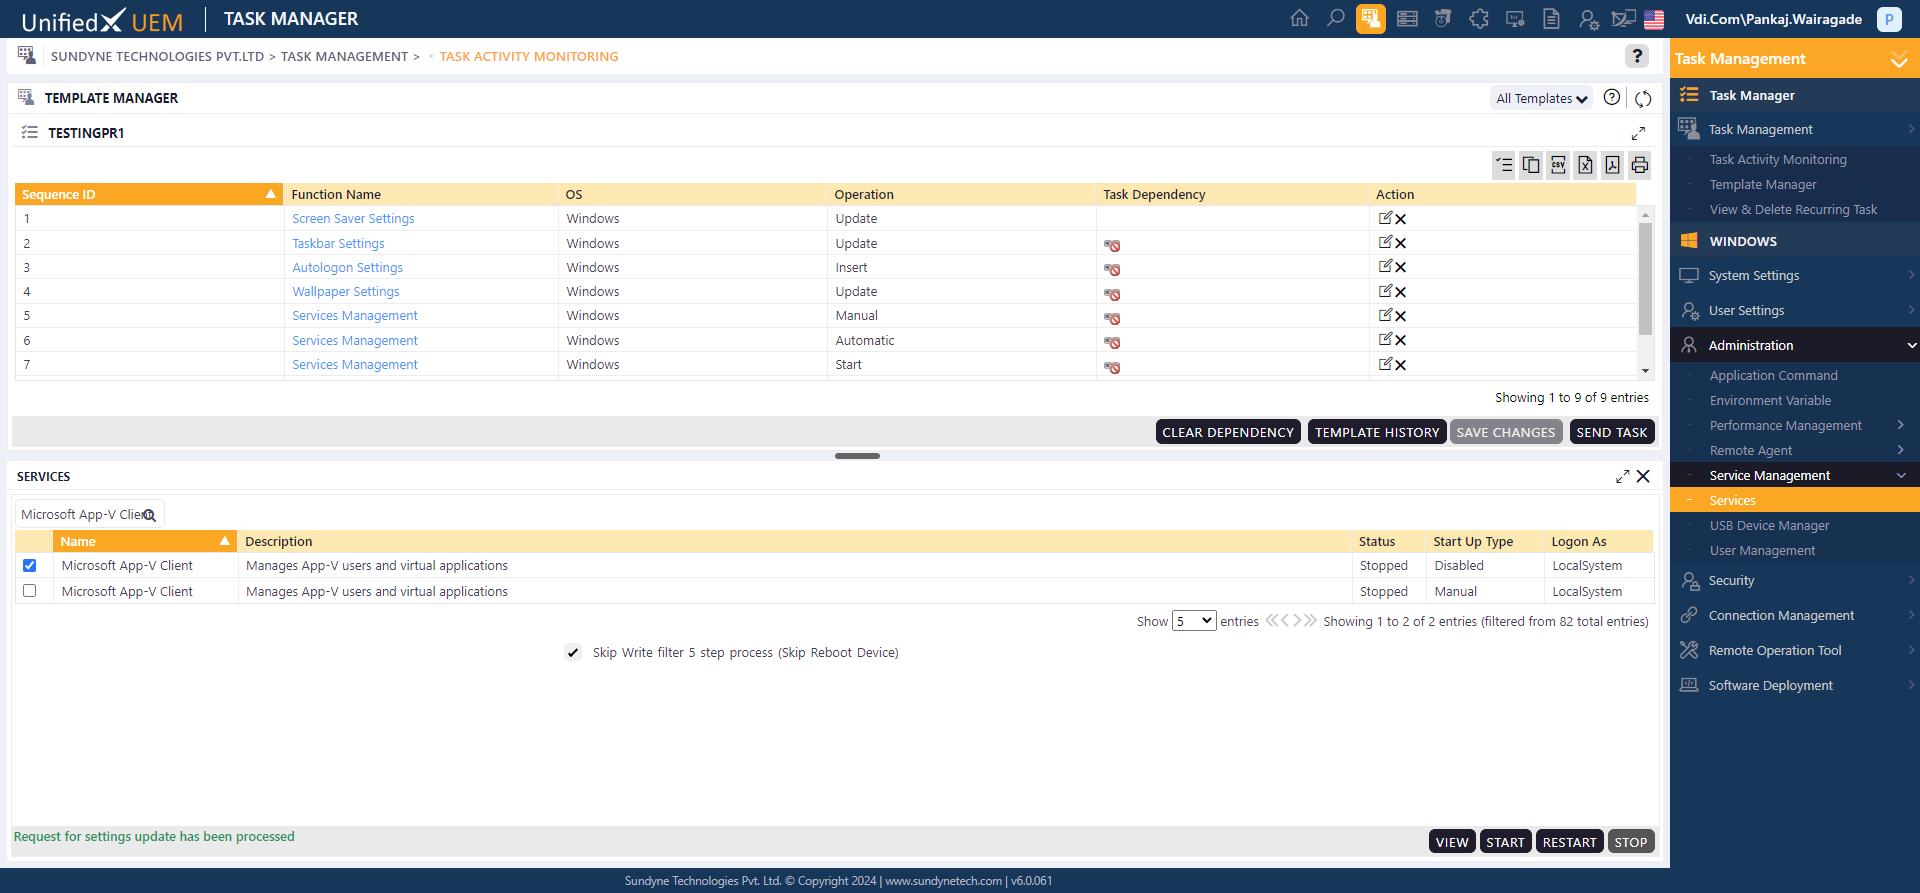 UnifiedX UEM
TASK MANAGER
Vdi.Com\Pankaj.Wairagade P
SUNDYNE TECHNOLOGIES PVT.LTD > TASK MANAGEMENT > • TASK ACTIVITY MONITORING
?
TEMPLATE MANAGER
All Templates
TESTINGPR1
CSV
Sequence ID Function Name OS Operation Task Dependency Action
1 Screen Saver Settings Windows Update
2 Taskbar Settings Windows Update
3 Autologon Settings Windows Insert
4 Wallpaper Settings Windows Update
5 Services Management Windows Manual
6 Services Management Windows Automatic
7 Services Management Windows Start
Showing 1 to 9 of 9 entries
CLEAR DEPENDENCY TEMPLATE HISTORY SAVE CHANGES SEND TASK
SERVICES
Microsoft App-V Client
Name Description Status Start Up Type Logon As
Microsoft App-V Client Manages App-V users and virtual applications Stopped Disabled LocalSystem
Microsoft App-V Client Manages App-V users and virtual applications Stopped Manual LocalSystem
Show 5 entries Showing 1 to 2 of 2 entries (filtered from 82 total entries)
Skip Write filter 5 step process (Skip Reboot Device)
Request for settings update has been processed
VIEW START RESTART STOP
Task Management
Task Manager
Task Management
Task Activity Monitoring
Template Manager
View & Delete Recurring Task
WINDOWS
System Settings
User Settings
Administration
Application Command
Environment Variable
Performance Management
Remote Agent
Service Management
Services
USB Device Manager
User Management
Security
Connection Management
Remote Operation Tool
Software Deployment
Sundyne Technologies Pvt. Ltd. © Copyright 2024 | www.sundynetech.com | v6.0.061